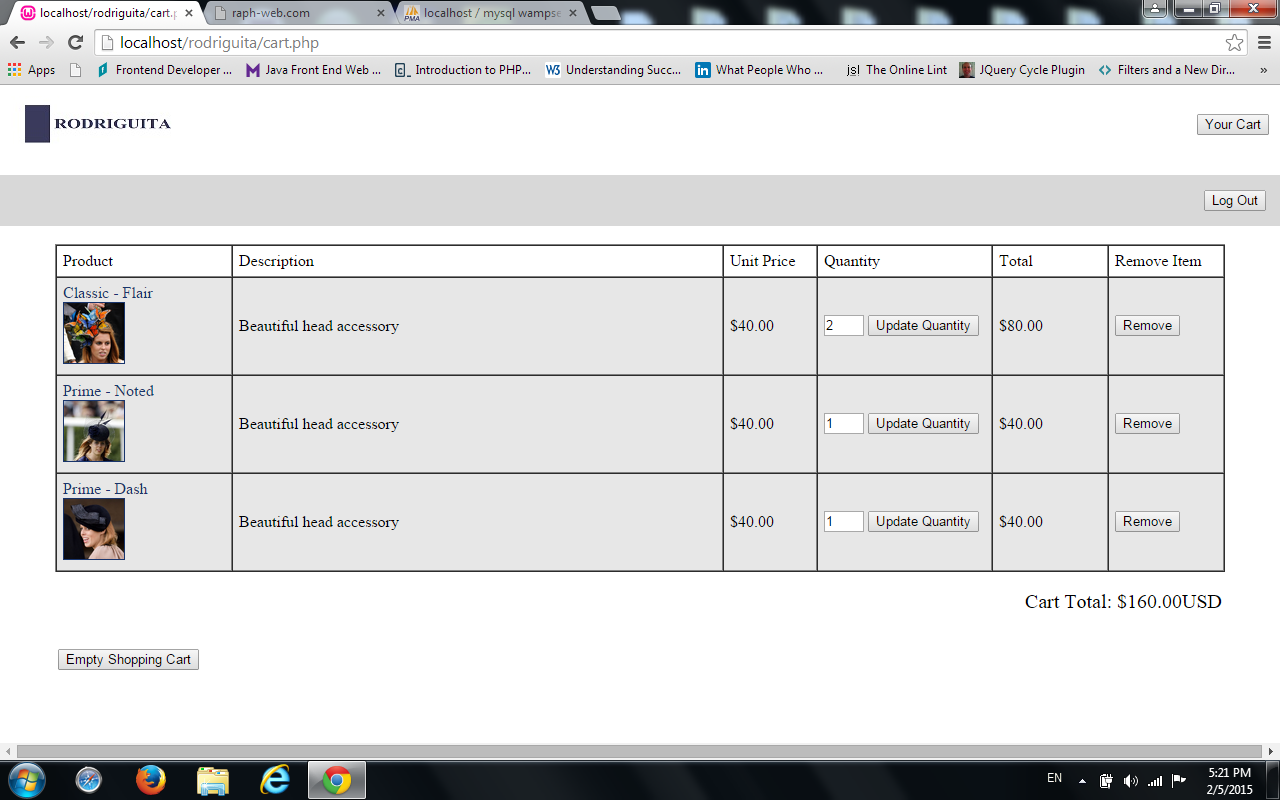 localhost/rodriguita/cart.p
raph-web.com
PMA
localhost / mysql wampse
localhost/rodriguita/cart.php
Apps
Frontend Developer ...
Java Front End Web ...
Introduction to PHP...
W3 Understanding Succ...
in What People Who ...
jsl The Online Lint
JQuery Cycle Plugin
Filters and a New Dir...
»
RODRIGUITA
Your Cart
Log Out
Product Description Unit Price Quantity Total Remove Item
Classic - Flair
Beautiful head accessory $40.00 2 Update Quantity $80.00 Remove
Prime - Noted
Beautiful head accessory $40.00 1 Update Quantity $40.00 Remove
Prime - Dash
Beautiful head accessory $40.00 1 Update Quantity $40.00 Remove
Cart Total: $160.00USD
Empty Shopping Cart
EN
5:21 PM
2/5/2015